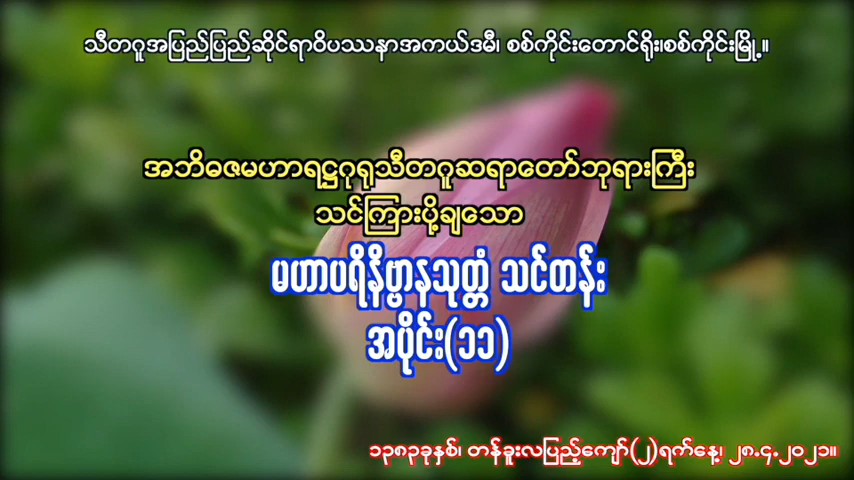 သီတဂူအပြည်ပြည်ဆိုင်ရာဝိပဿနာအကယ်ဒမီ၊ စစ်ကိုင်းတောင်ရိုး၊စစ်ကိုင်းမြို့။
အဘိဓဇမဟာရဋ္ဌဂုရုသီတဂူဆရာတော်ဘုရားကြီး
သင်ကြားပို့ချသော
မဟာပရိနိဗ္ဗာနသုတ္တံ သင်တန်း
အပိုင်း(၁၁)
၁၃၈၃ခုနှစ်၊ တန်ခူးလပြည့်ကျော်(၂)ရက်နေ့၊ ၂၈.၄.၂၀၂၁။